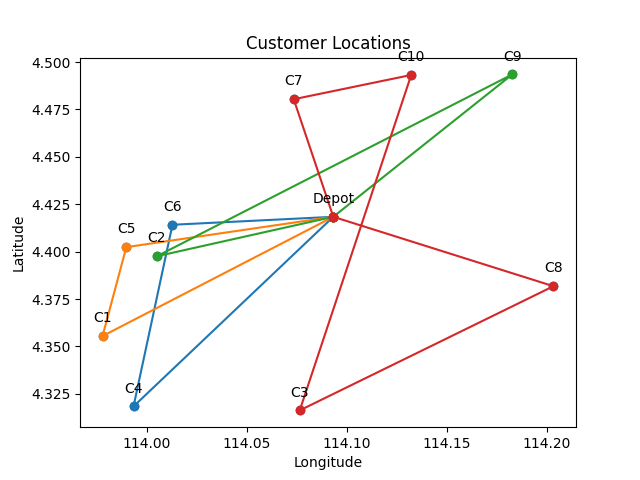 Customer Locations
C10
C9
C7
Depot
C6
C5
C2
C8
C1
C4
C3
4.500
4.475
4.450
4.425
4.400
4.375
4.350
4.325
Latitude
114.00
114.05
114.10
114.15
114.20
Longitude